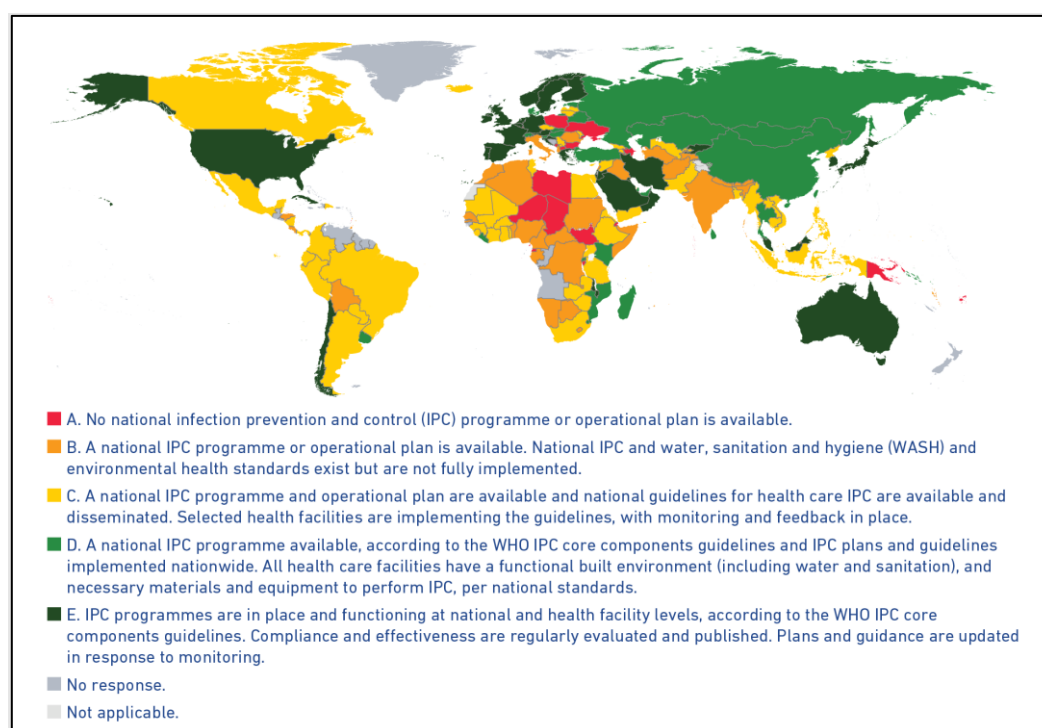 A. No national infection prevention and control (IPC) programme or operational plan is available.
B. A national IPC programme or operational plan is available. National IPC and water, sanitation and hygiene (WASH) and
environmental health standards exist but are not fully implemented.
C. A national IPC programme and operational plan are available and national guidelines for health care IPC are available and
disseminated. Selected health facilities are implementing the guidelines, with monitoring and feedback in place.
D. A national IPC programme available, according to the WHO IPC core components guidelines and IPC plans and guidelines
implemented nationwide. All health care facilities have a functional built environment (including water and sanitation), and
necessary materials and equipment to perform IPC, per national standards.
E. IPC programmes are in place and functioning at national and health facility levels, according to the WHO IPC core
components guidelines. Compliance and effectiveness are regularly evaluated and published. Plans and guidance are updated
in response to monitoring.
No response.
Not applicable.